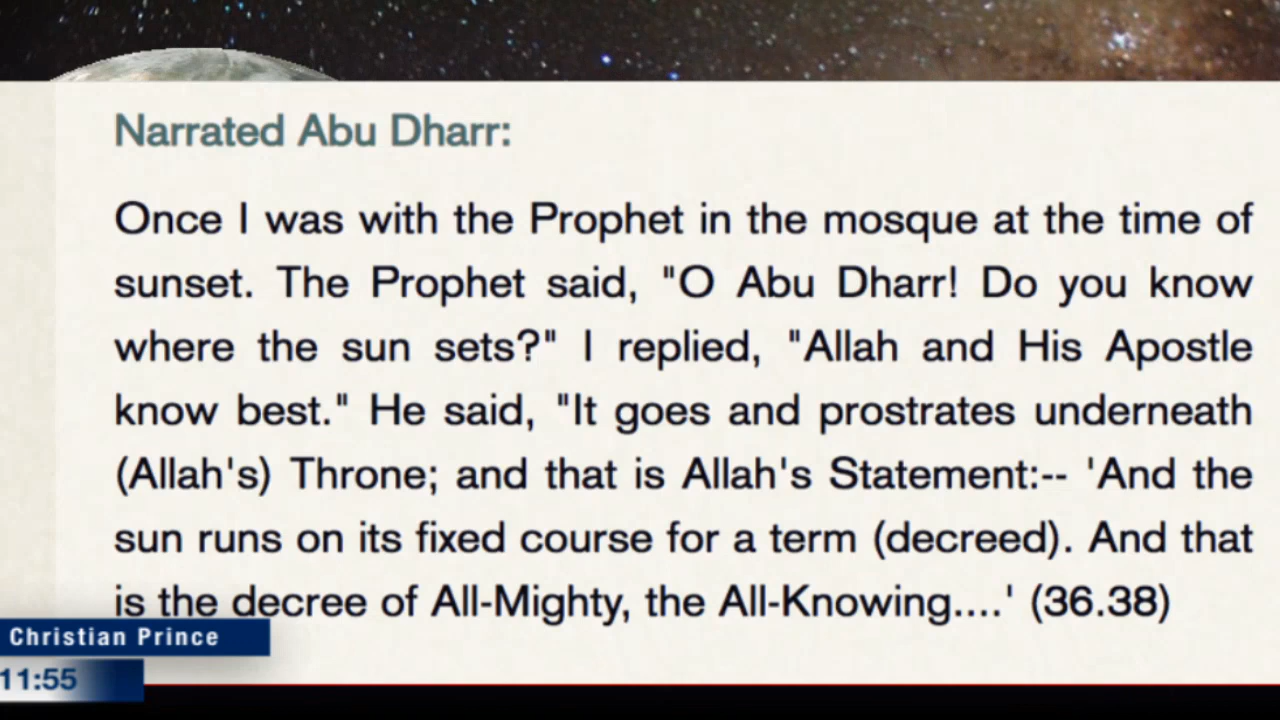 Narrated Abu Dharr:
Once I was with the Prophet in the mosque at the time of
sunset. The Prophet said, "O Abu Dharr! Do you know
where the sun sets?" I replied, "Allah and His Apostle
know best." He said, "It goes and prostrates underneath
(Allah's) Throne; and that is Allah's Statement:-- 'And the
sun runs on its fixed course for a term (decreed). And that
is the decree of All-Mighty, the All-Knowing....' (36.38)
Christian Prince
11:55